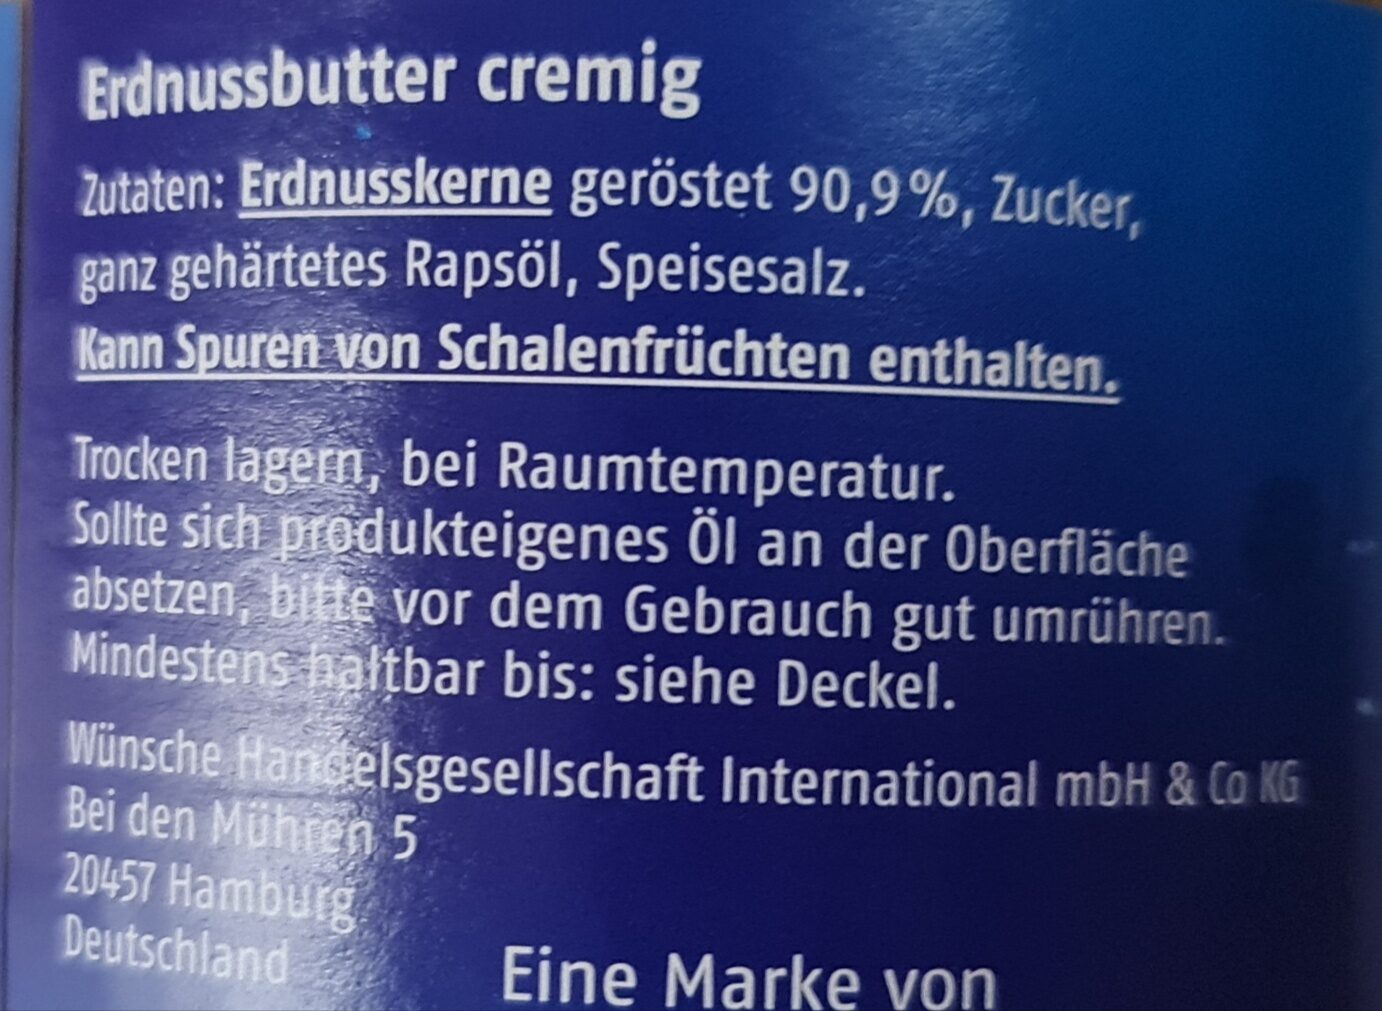 Erdnussbutter cremig
Zutaten: Erdnusskerne geröstet 90,9%, Zucker,
ganz gehärtetes Rapsöl, Speisesalz.
Kann Spuren von Schalenfrüchten enthalten.
Trocken lagern, bei Raumtemperatur.
Sollte sich produkteigenes Öl an der Oberfläche
absetzen, bitte vor dem Gebrauch gut umrühren.
Mindestens haltbar bis: siehe Deckel.
Wünsche Handelsgesellschaft International mbH & Co KG
Bei den Mühren 5
20457 Hamburg
Deutschland
Eine Marke von